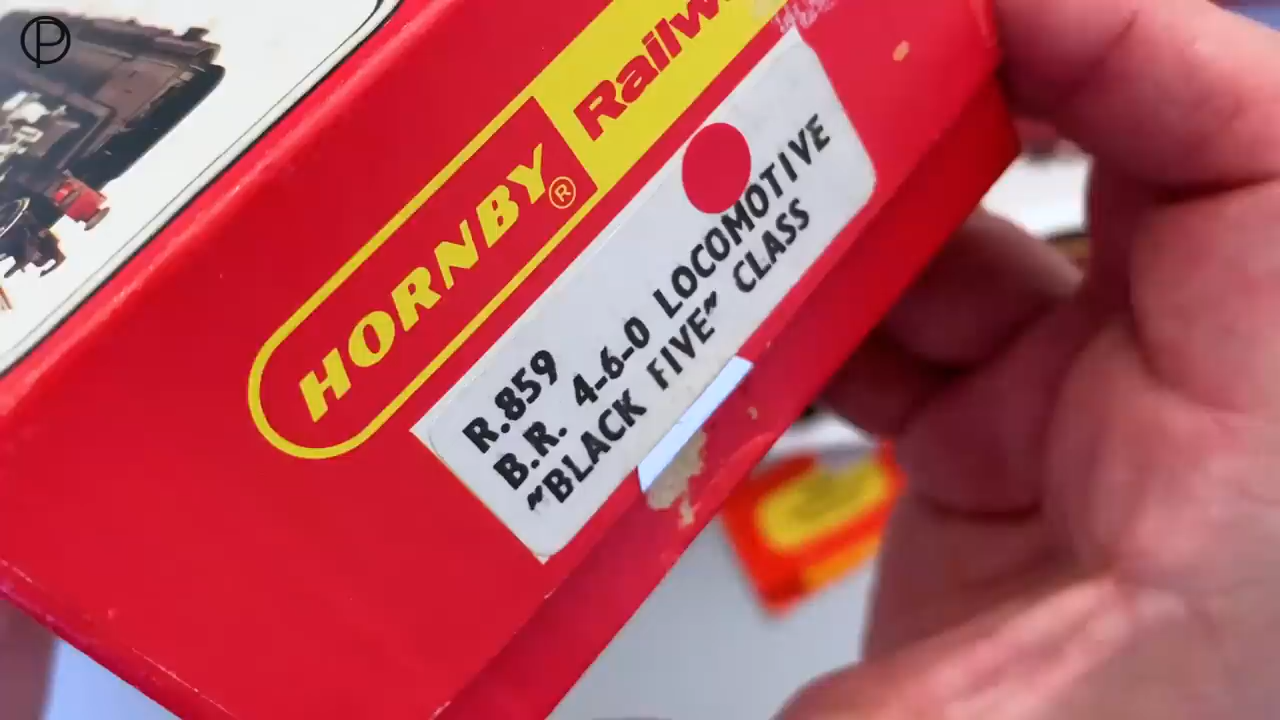 HORNBY®
Railw
R.859
B.R. 4-6-0 LOCOMOTIVE
"BLACK FIVE" CLASS
P